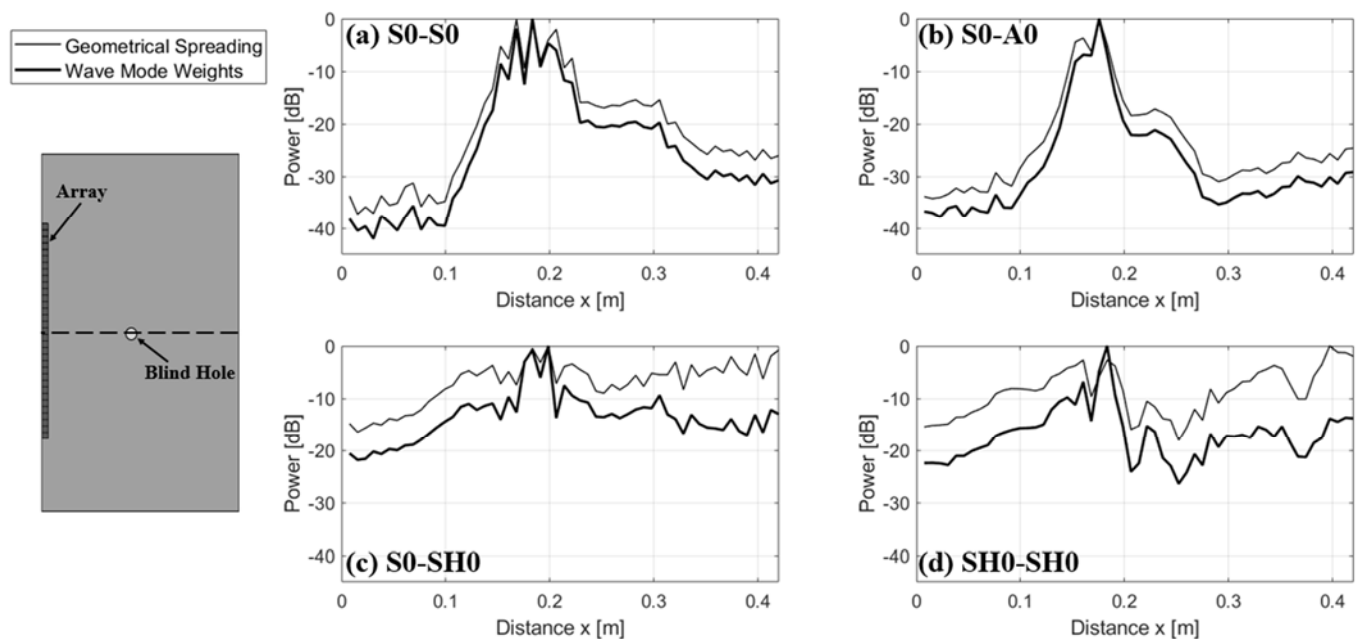 Geometrical Spreading
Wave Mode Weights
Array
Blind Hole
(a) S0-S0
Power [dB]
0
-10
-20
-30
-40
0
0.1
0.2
0.3
0.4
Distance x [m]
(b) S0-A0
Power [dB]
0
-10
-20
-30
-40
0
0.1
0.2
0.3
0.4
Distance x [m]
(c) S0-SH0
Power [dB]
0
-10
-20
-30
-40
0
0.1
0.2
0.3
0.4
Distance x [m]
(d) SH0-SH0
Power [dB]
0
-10
-20
-30
-40
0
0.1
0.2
0.3
0.4
Distance x [m]